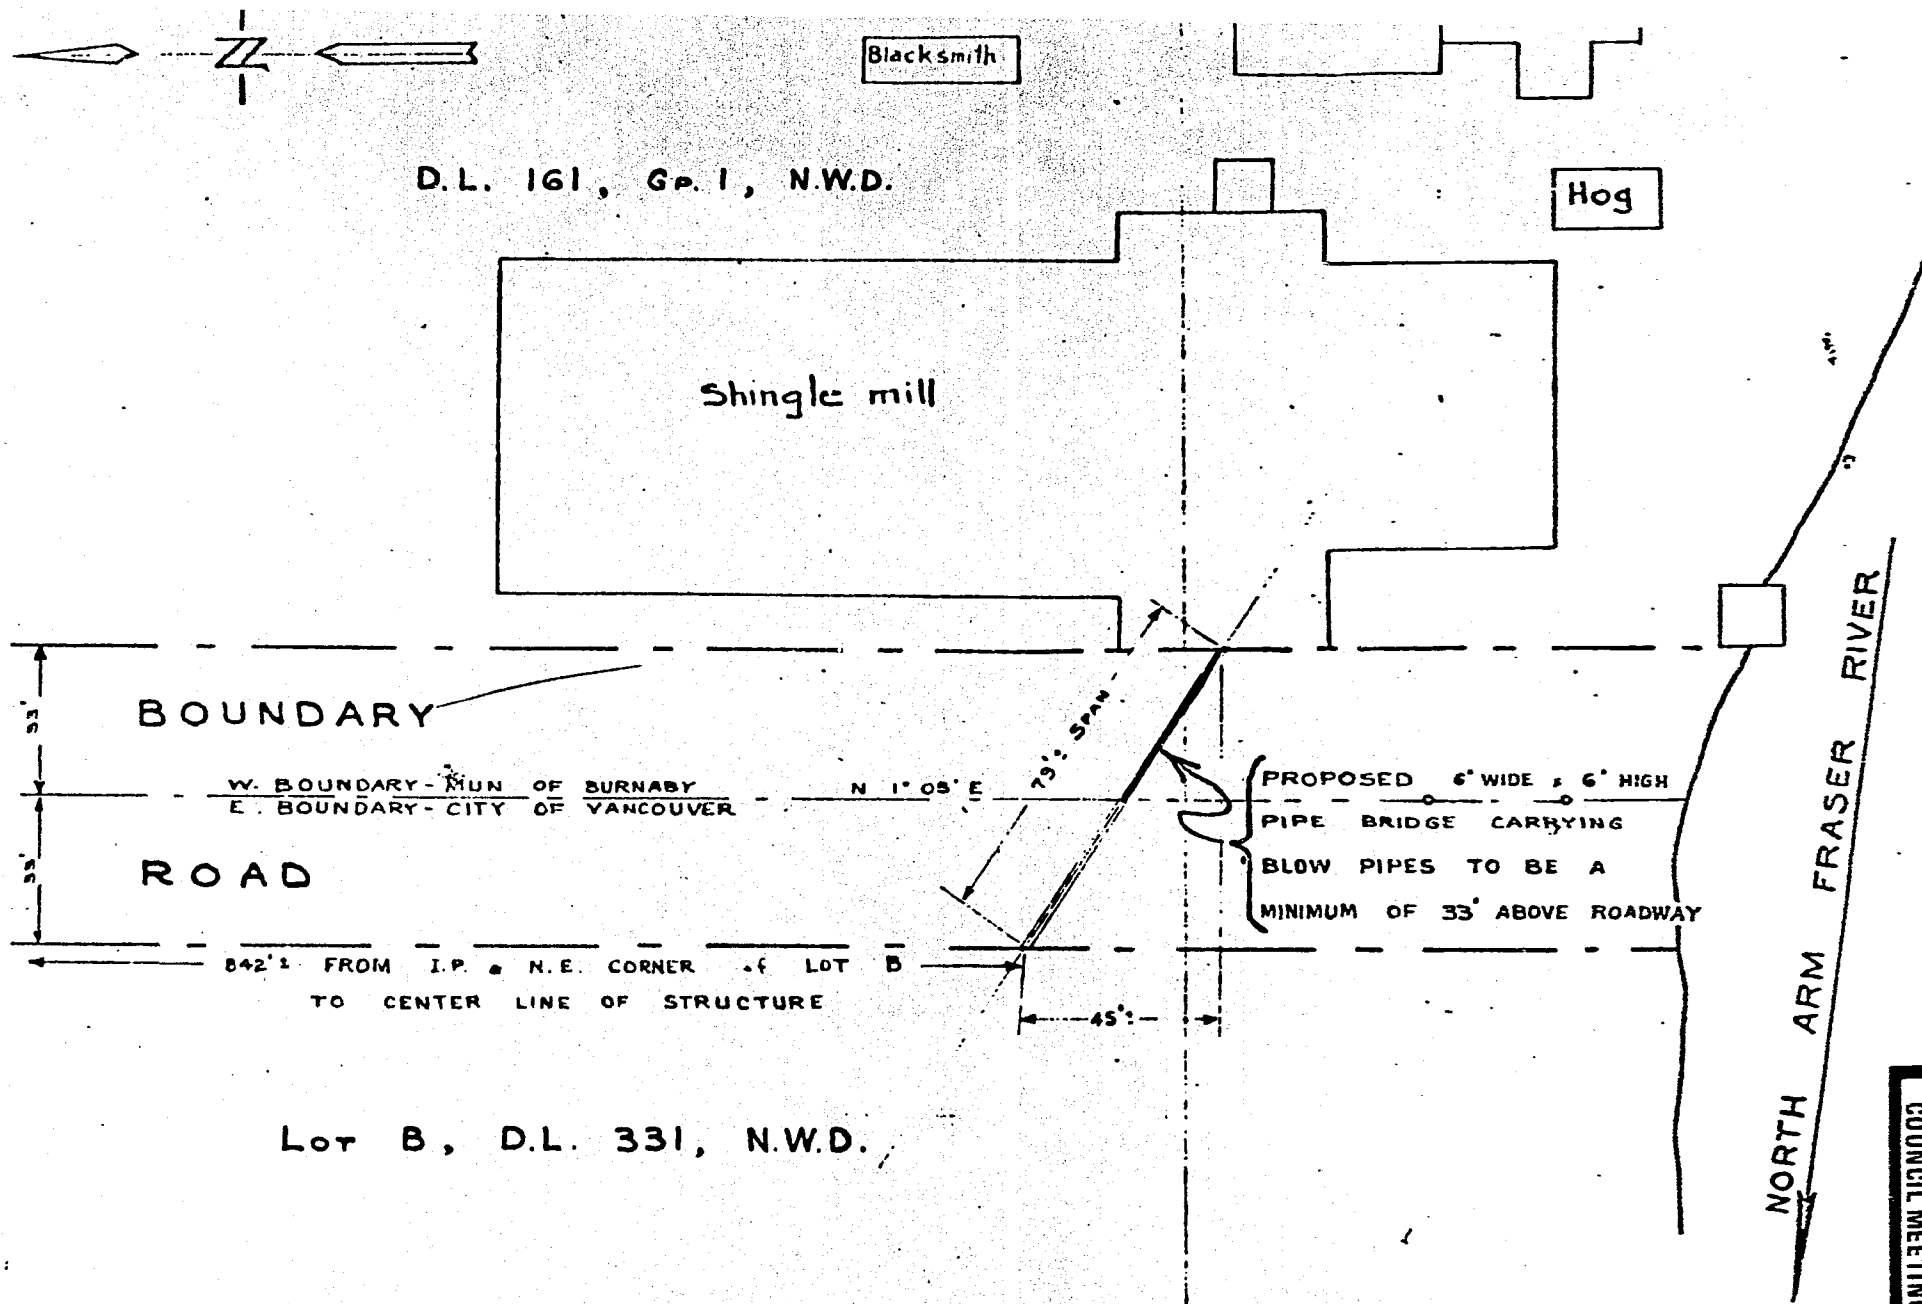 N
Blacksmith
D.L. 161, Gp. 1, N.W.D.
Hog
Shingle mill
BOUNDARY
33'
W. BOUNDARY - MUN OF BURNABY
E. BOUNDARY - CITY OF VANCOUVER
N 1° 05' E
79'± SPAN
PROPOSED 6' WIDE x 6' HIGH
PIPE BRIDGE CARRYING
BLOW PIPES TO BE A
MINIMUM OF 33' ABOVE ROADWAY
ROAD
33'
842'± FROM I.P. @ N.E. CORNER of LOT B
TO CENTER LINE OF STRUCTURE
45'±
LOT B, D.L. 331, N.W.D.
NORTH ARM FRASER RIVER
COUNCIL MEETING